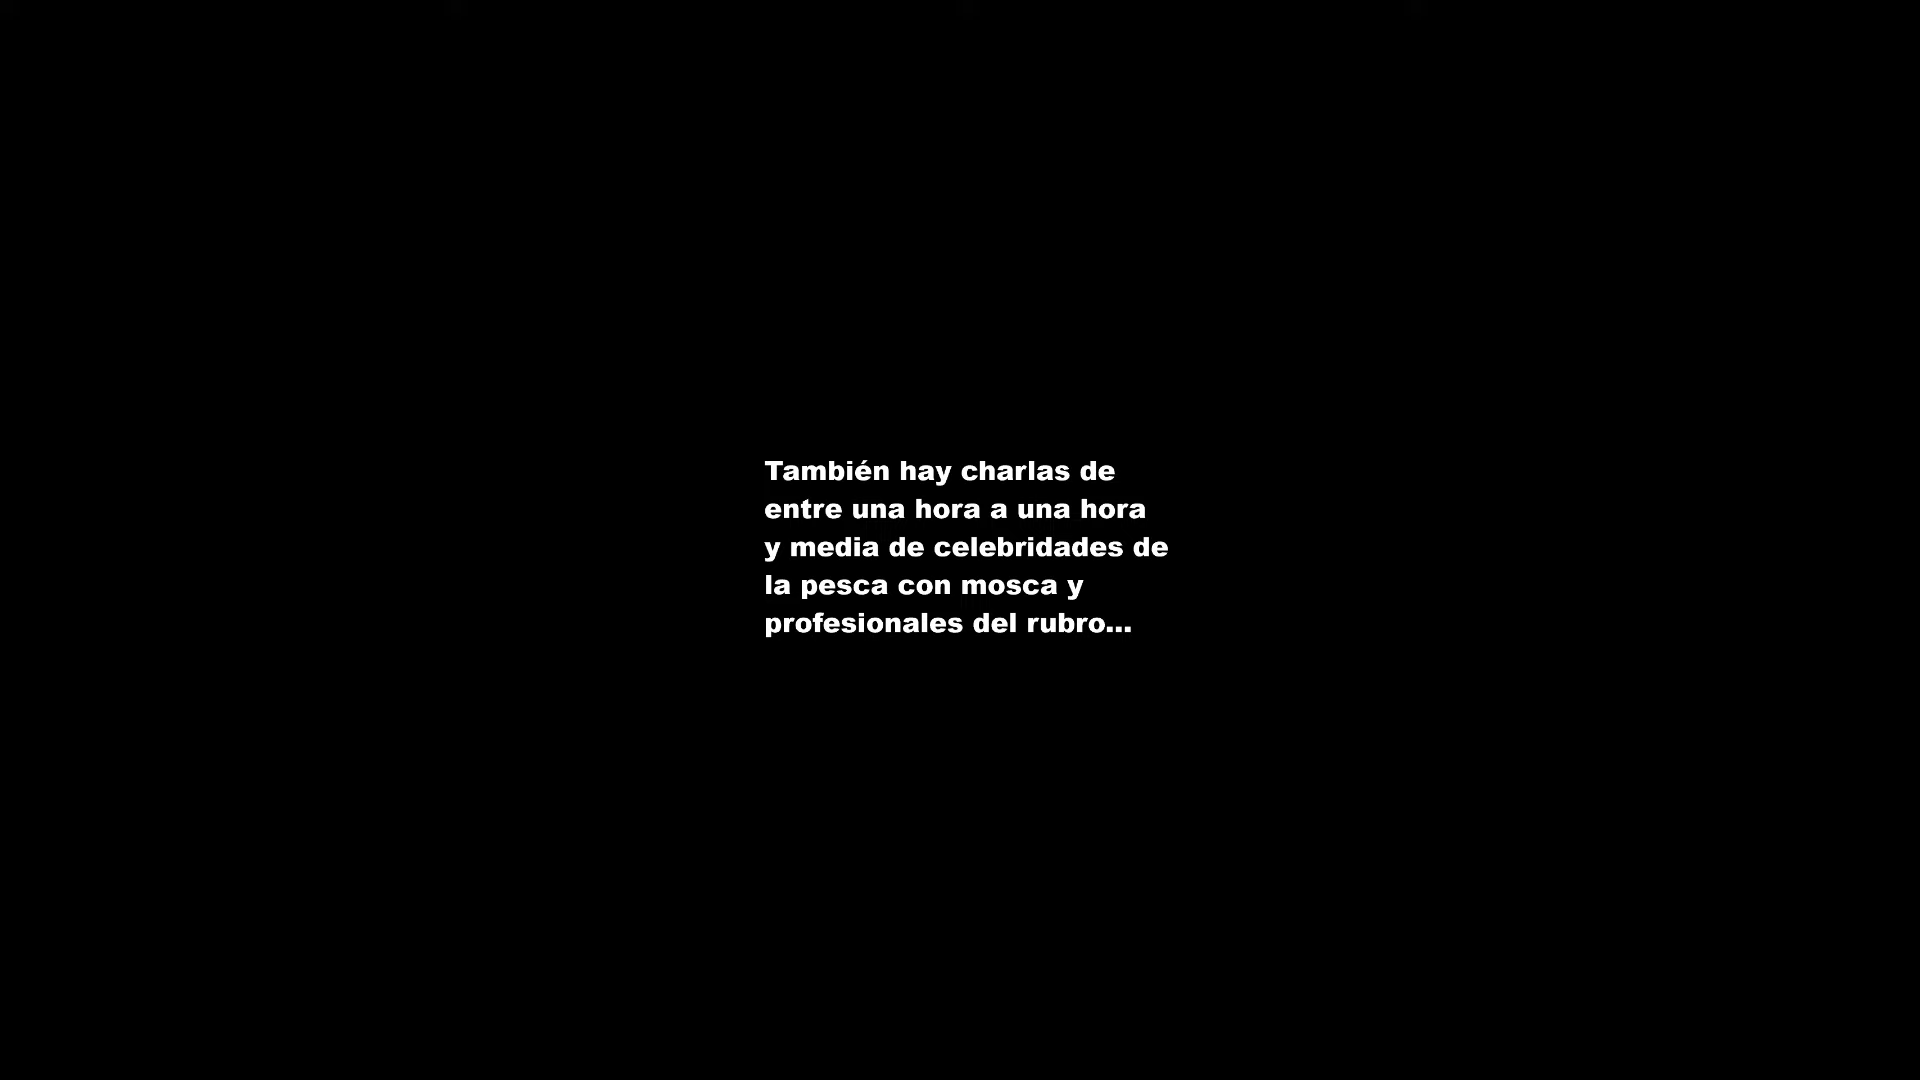 También hay charlas de
entre una hora a una hora
y media de celebridades de
la pesca con mosca y
profesionales del rubro...